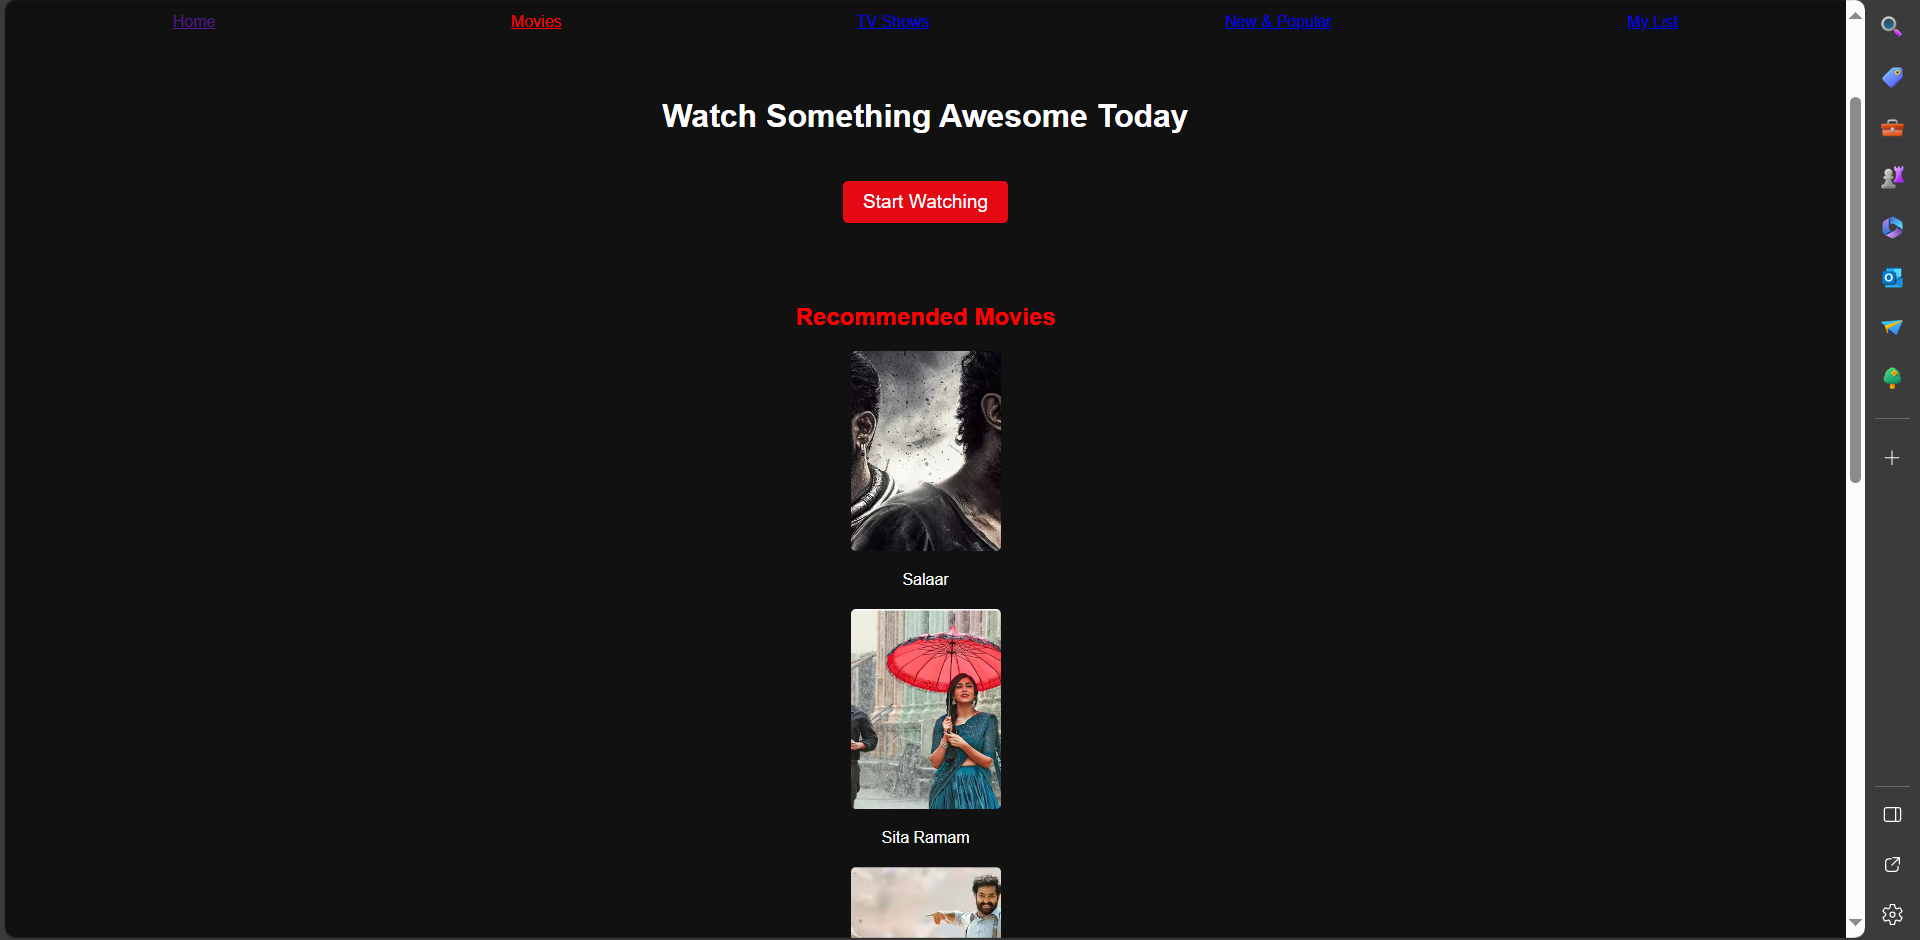 Home Movies TV Shows New & Popular My List
Watch Something Awesome Today
Start Watching
Recommended Movies
Salaar
Sita Ramam